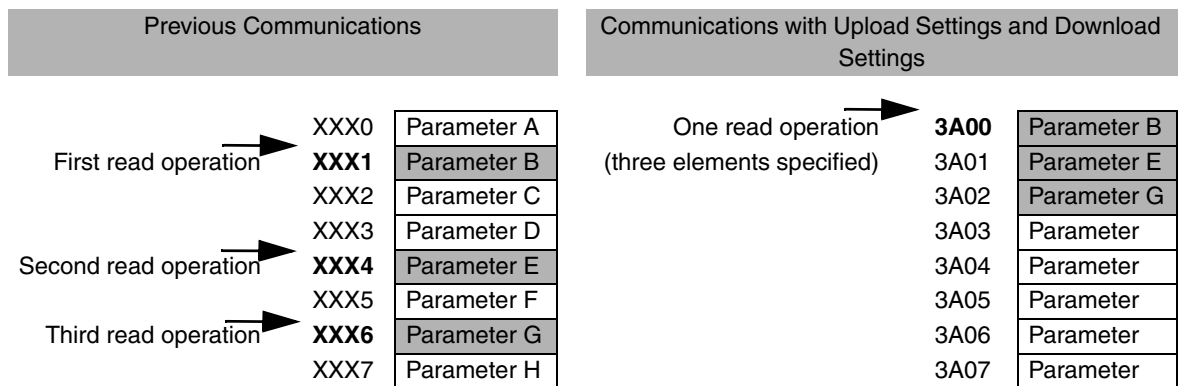 Previous Communications
Communications with Upload Settings and Download
Settings
XXX0 Parameter A
First read operation XXX1 Parameter B
XXX2 Parameter C
XXX3 Parameter D
Second read operation XXX4 Parameter E
XXX5 Parameter F
Third read operation XXX6 Parameter G
XXX7 Parameter H
One read operation 3A00 Parameter B
(three elements specified) 3A01 Parameter E
3A02 Parameter G
3A03 Parameter
3A04 Parameter
3A05 Parameter
3A06 Parameter
3A07 Parameter